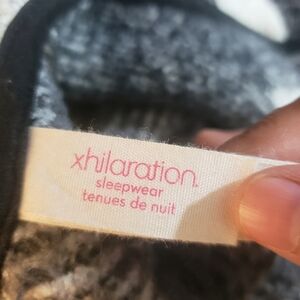 xhilaration.
sleepwear
tenues de nuit